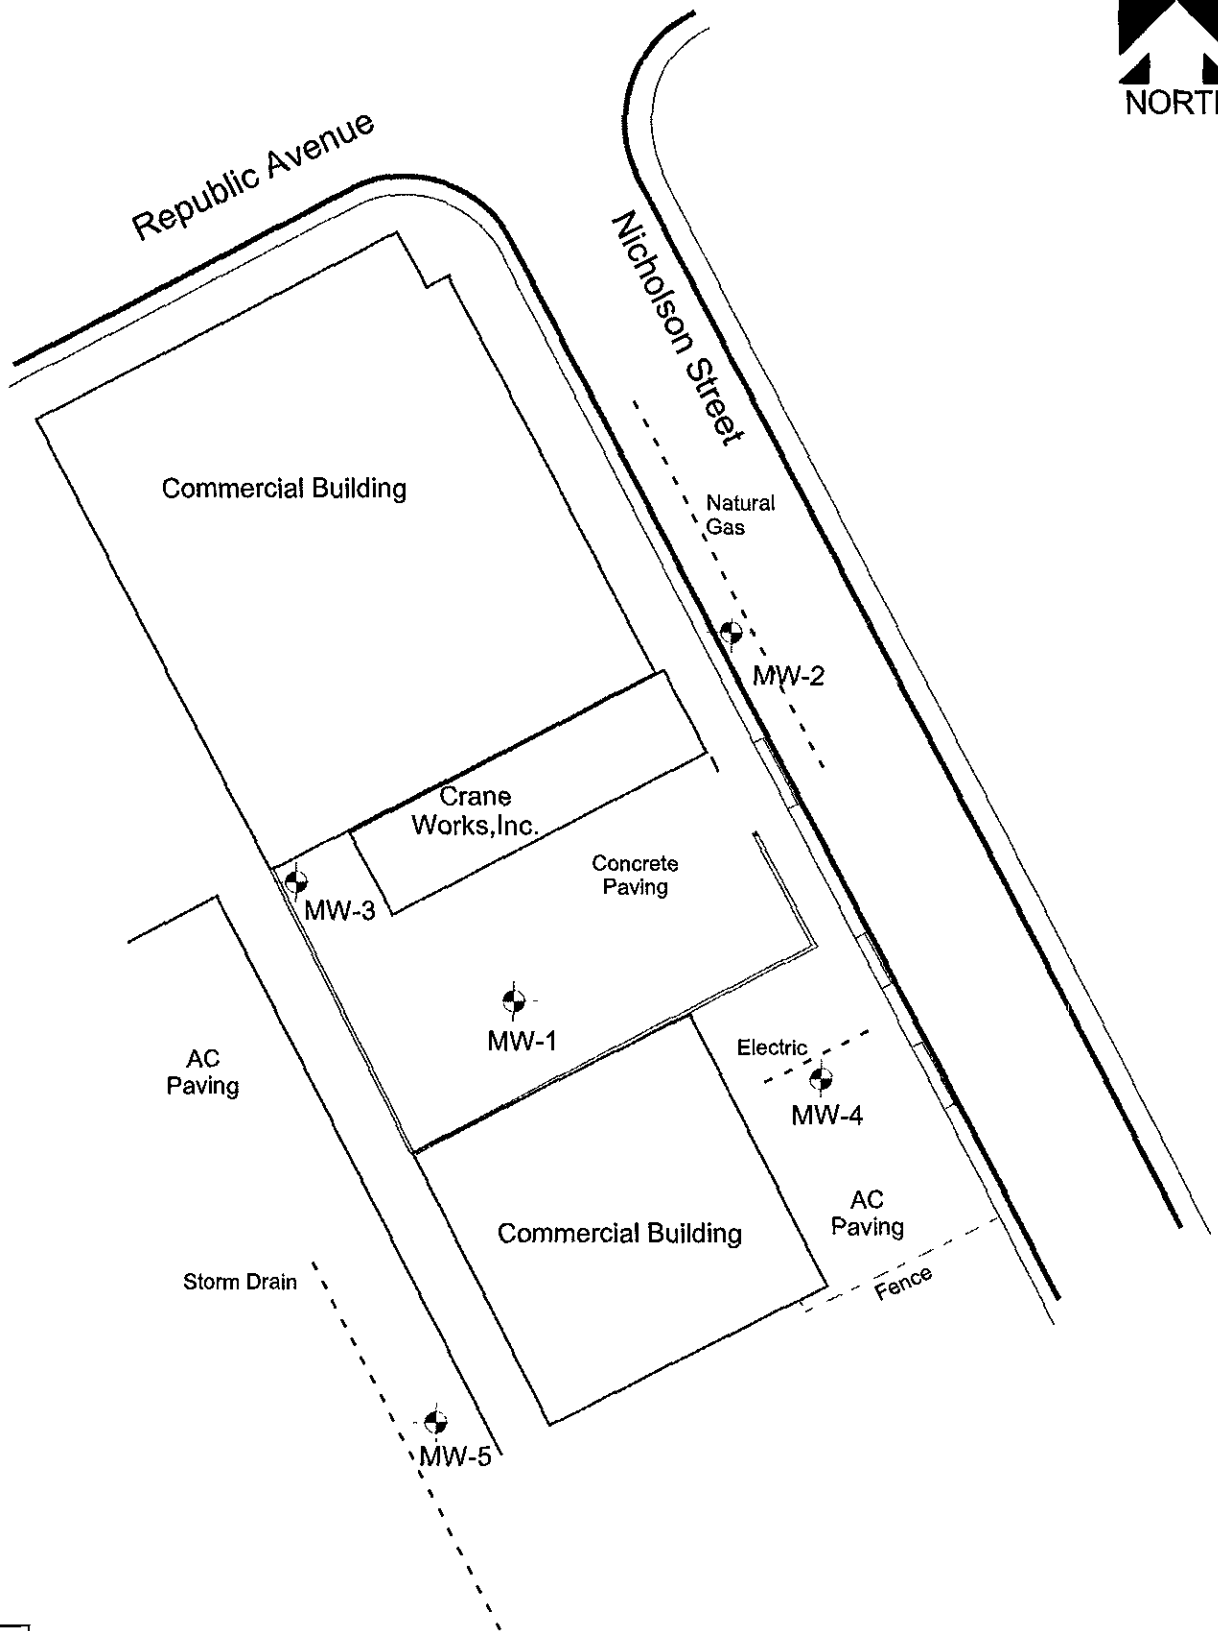 NORTH
Republic Avenue
Nicholson Street
Commercial Building
Natural
Gas
MW-2
Crane
Works,Inc.
Concrete
Paving
MW-3
MW-1
Electric
AC
Paving
MW-4
AC
Paving
Commercial Building
Storm Drain
Fence
MW-5